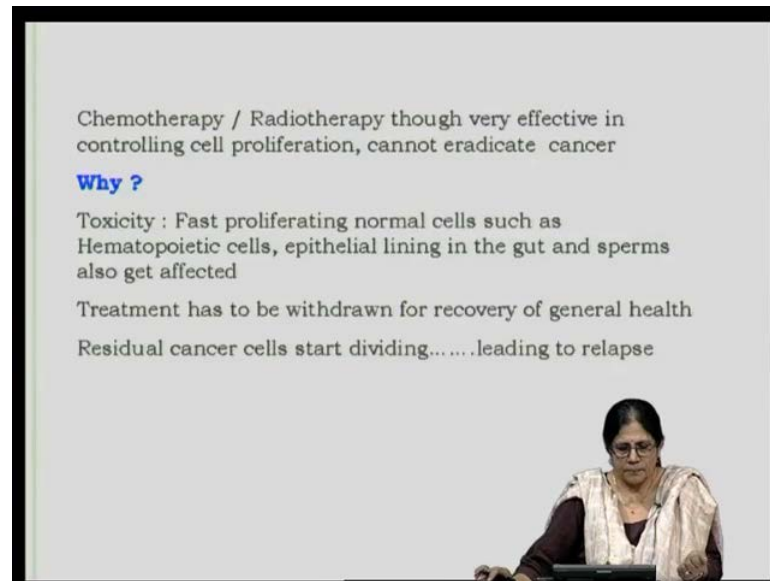 Chemotherapy / Radiotherapy though very effective in
controlling cell proliferation, cannot eradicate cancer
Why ?
Toxicity : Fast proliferating normal cells such as
Hematopoietic cells, epithelial lining in the gut and sperms
also get affected
Treatment has to be withdrawn for recovery of general health
Residual cancer cells start dividing.......leading to relapse